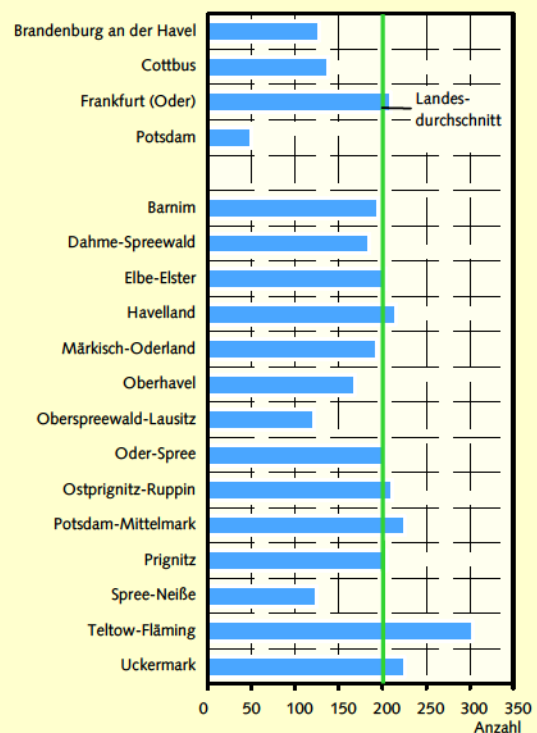 Brandenburg an der Havel
Cottbus
Frankfurt (Oder)
Landes-
durchschnitt
Potsdam
Barnim
Dahme-Spreewald
Elbe-Elster
Havelland
Märkisch-Oderland
Oberhavel
Oberspreewald-Lausitz
Oder-Spree
Ostprignitz-Ruppin
Potsdam-Mittelmark
Prignitz
Spree-Neiße
Teltow-Fläming
Uckermark
0 50 100 150 200 250 300 350
Anzahl